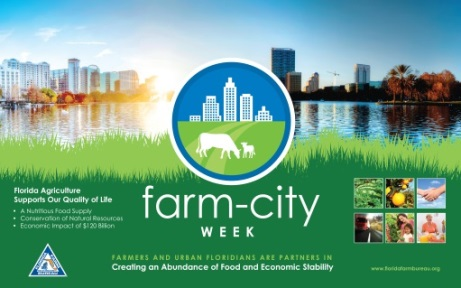 farm-city
WEEK
Florida Agriculture
Supports Our Quality of Life
• A Nutritious Food Supply
• Conservation of Natural Resources
• Economic Impact of $120 Billion
FARMERS AND URBAN FLORIDIANS ARE PARTNERS IN
Creating an Abundance of Food and Economic Stability
www.floridafarmbureau.org